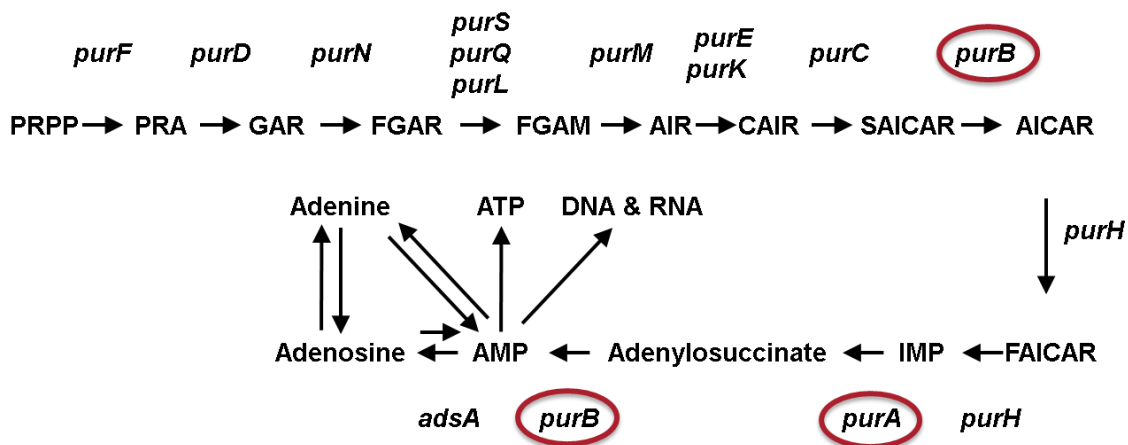 purS
purF purD purN purQ purM purE purC purB
purL purK
PRPP PRA GAR FGAR FGAM AIR CAIR SAICAR AICAR
Adenine ATP DNA & RNA
purH
Adenosine AMP Adenylosuccinate IMP FAICAR
adsA purB purA purH